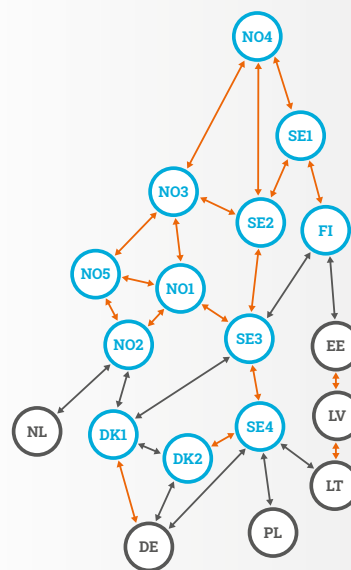 NO4
SE1
NO3
SE2
FI
NO5
NO1
NO2
SE3
EE
NL
DK1
SE4
LV
DK2
LT
DE
PL